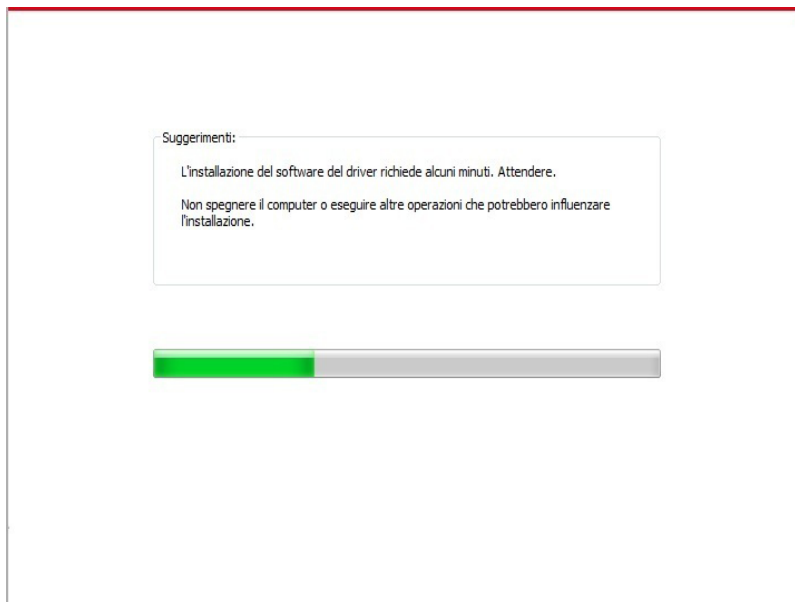 Suggerimenti:
L'installazione del software del driver richiede alcuni minuti. Attendere.
Non spegnere il computer o eseguire altre operazioni che potrebbero influenzare
l'installazione.